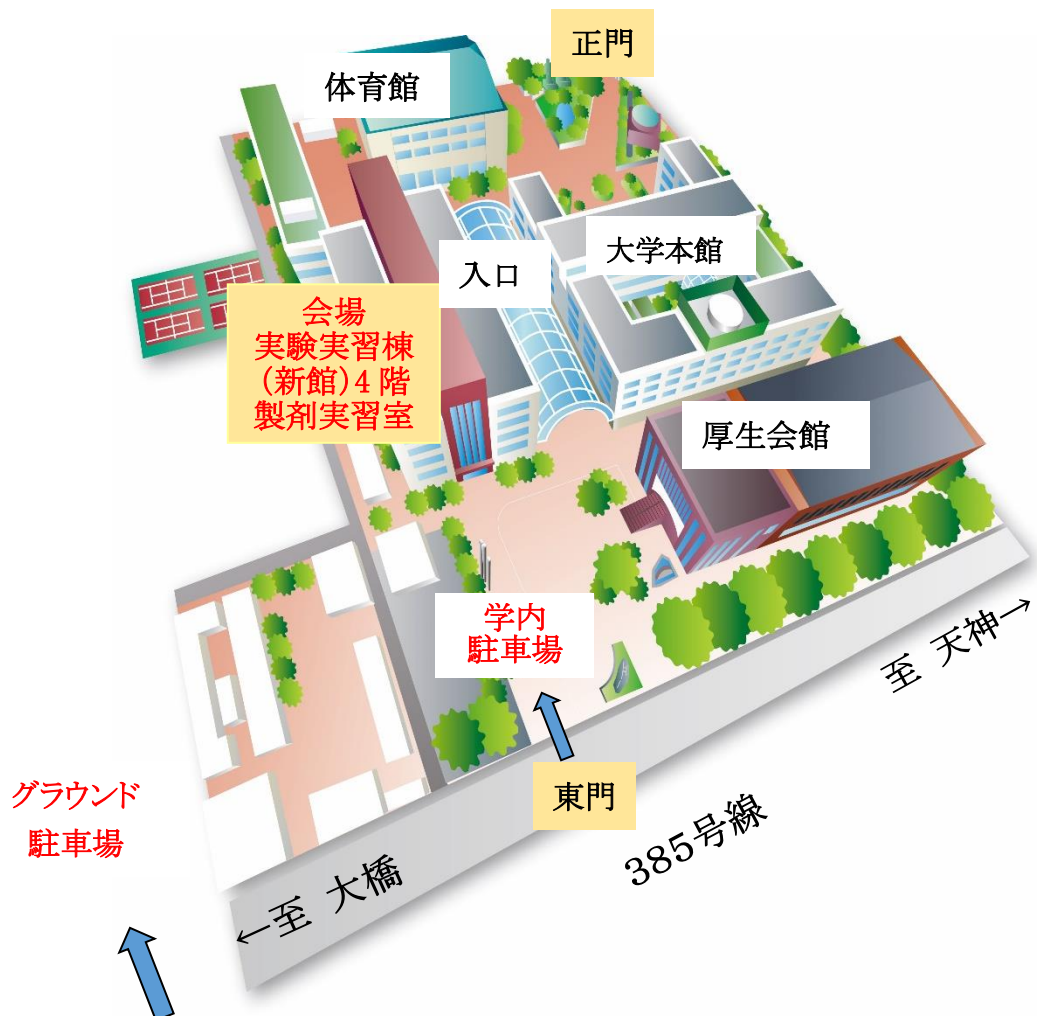 正門
体育館
大学本館
入口
会場
実験実習棟
(新館)4階
製剤実習室
厚生会館
学内
駐車場
至 天神→
東門
グラウンド
駐車場
385号線
←至 大橋